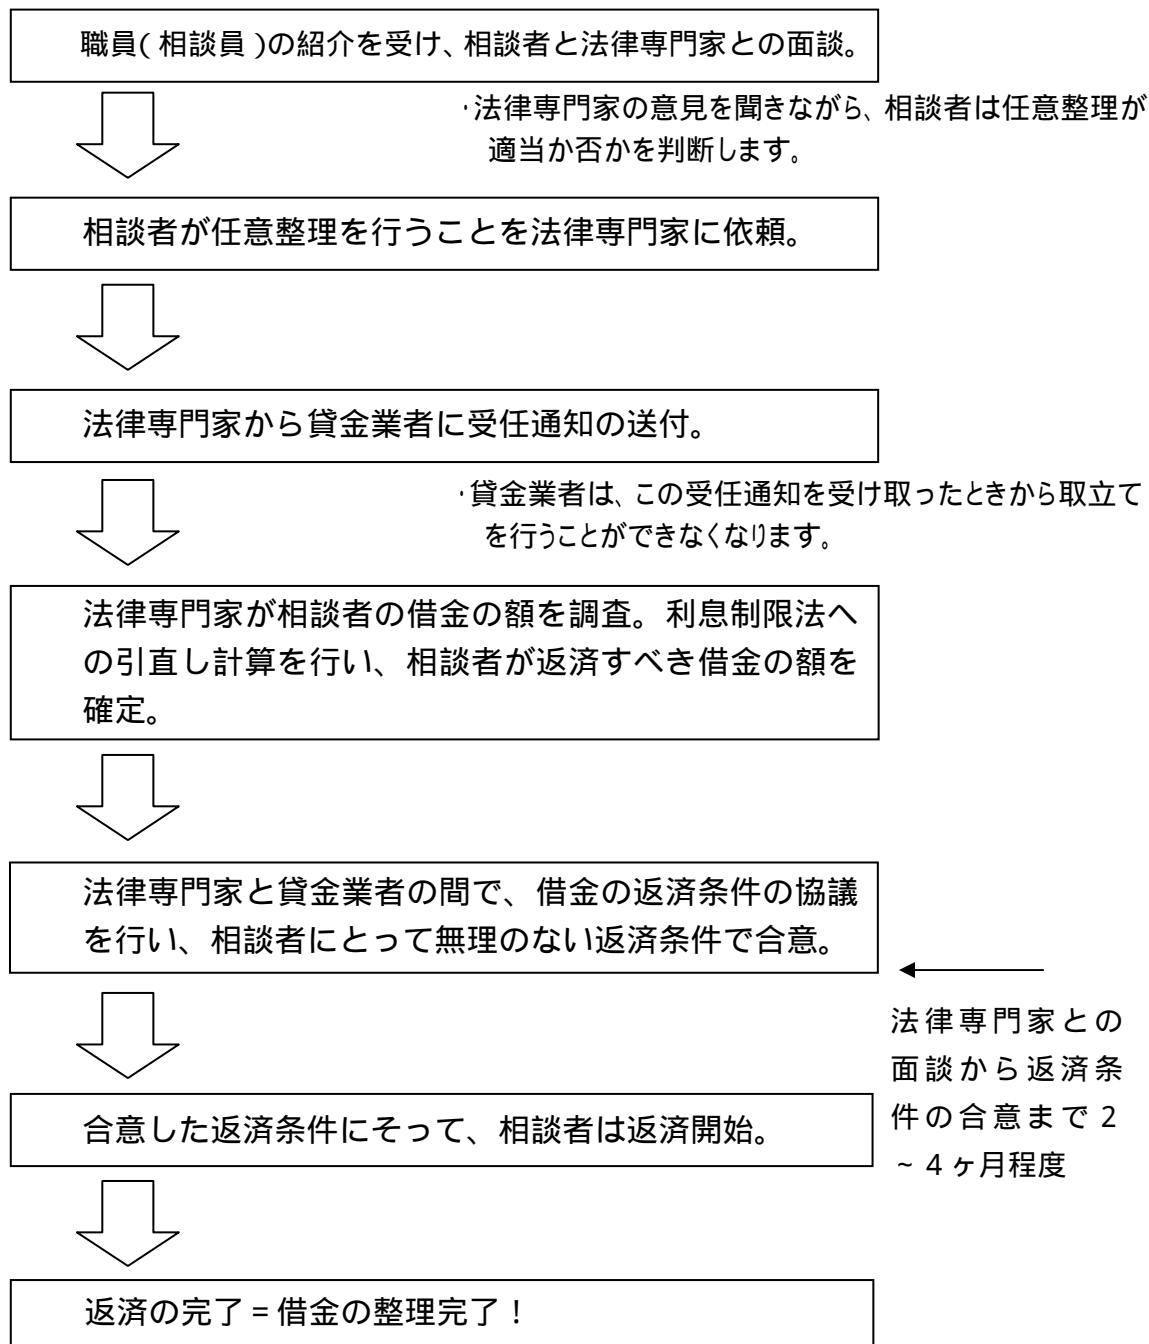 職員(相談員)の紹介を受け、相談者と法律専門家との面談。
・法律専門家の意見を聞きながら、相談者は任意整理が
適当か否かを判断します。
相談者が任意整理を行うことを法律専門家に依頼。
法律専門家から貸金業者に受任通知の送付。
・貸金業者は、この受任通知を受け取ったときから取立て
を行うことができなくなります。
法律専門家が相談者の借金の額を調査。利息制限法へ
の引直し計算を行い、相談者が返済すべき借金の額を
確定。
法律専門家と貸金業者の間で、借金の返済条件の協議
を行い、相談者にとって無理のない返済条件で合意。
法律専門家との
面談から返済条
件の合意まで2
~4ヶ月程度
合意した返済条件にそって、相談者は返済開始。
返済の完了=借金の整理完了!